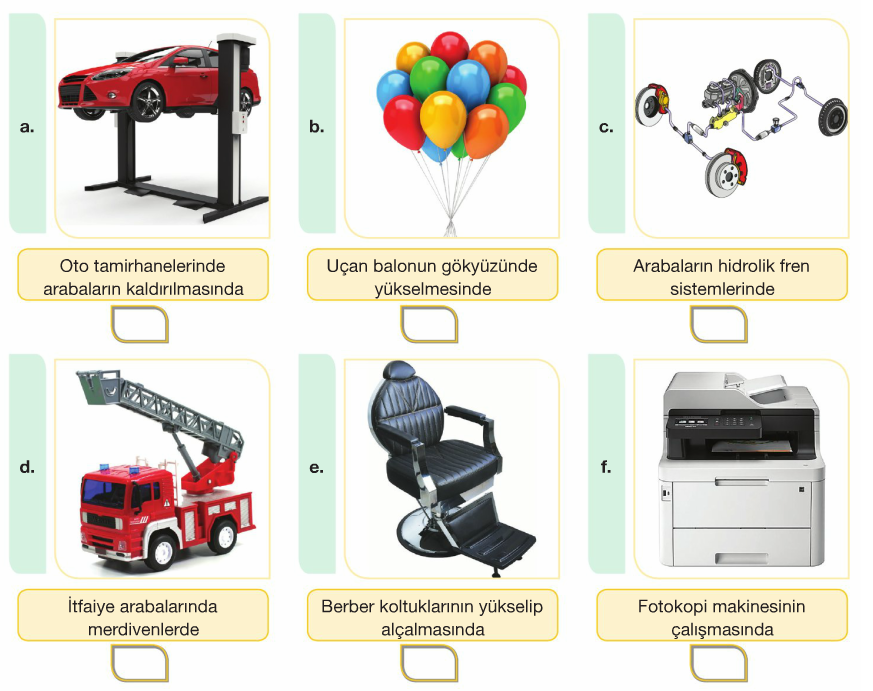 a.
b.
c.
Oto tamirhanelerinde
arabaların kaldırılmasında
Uçan balonun gökyüzünde
yükselmesinde
Arabaların hidrolik fren
sistemlerinde
d.
e.
f.
İtfaiye arabalarında
merdivenlerde
Berber koltuklarının yükselip
alçalmasında
Fotokopi makinesinin
çalışmasında